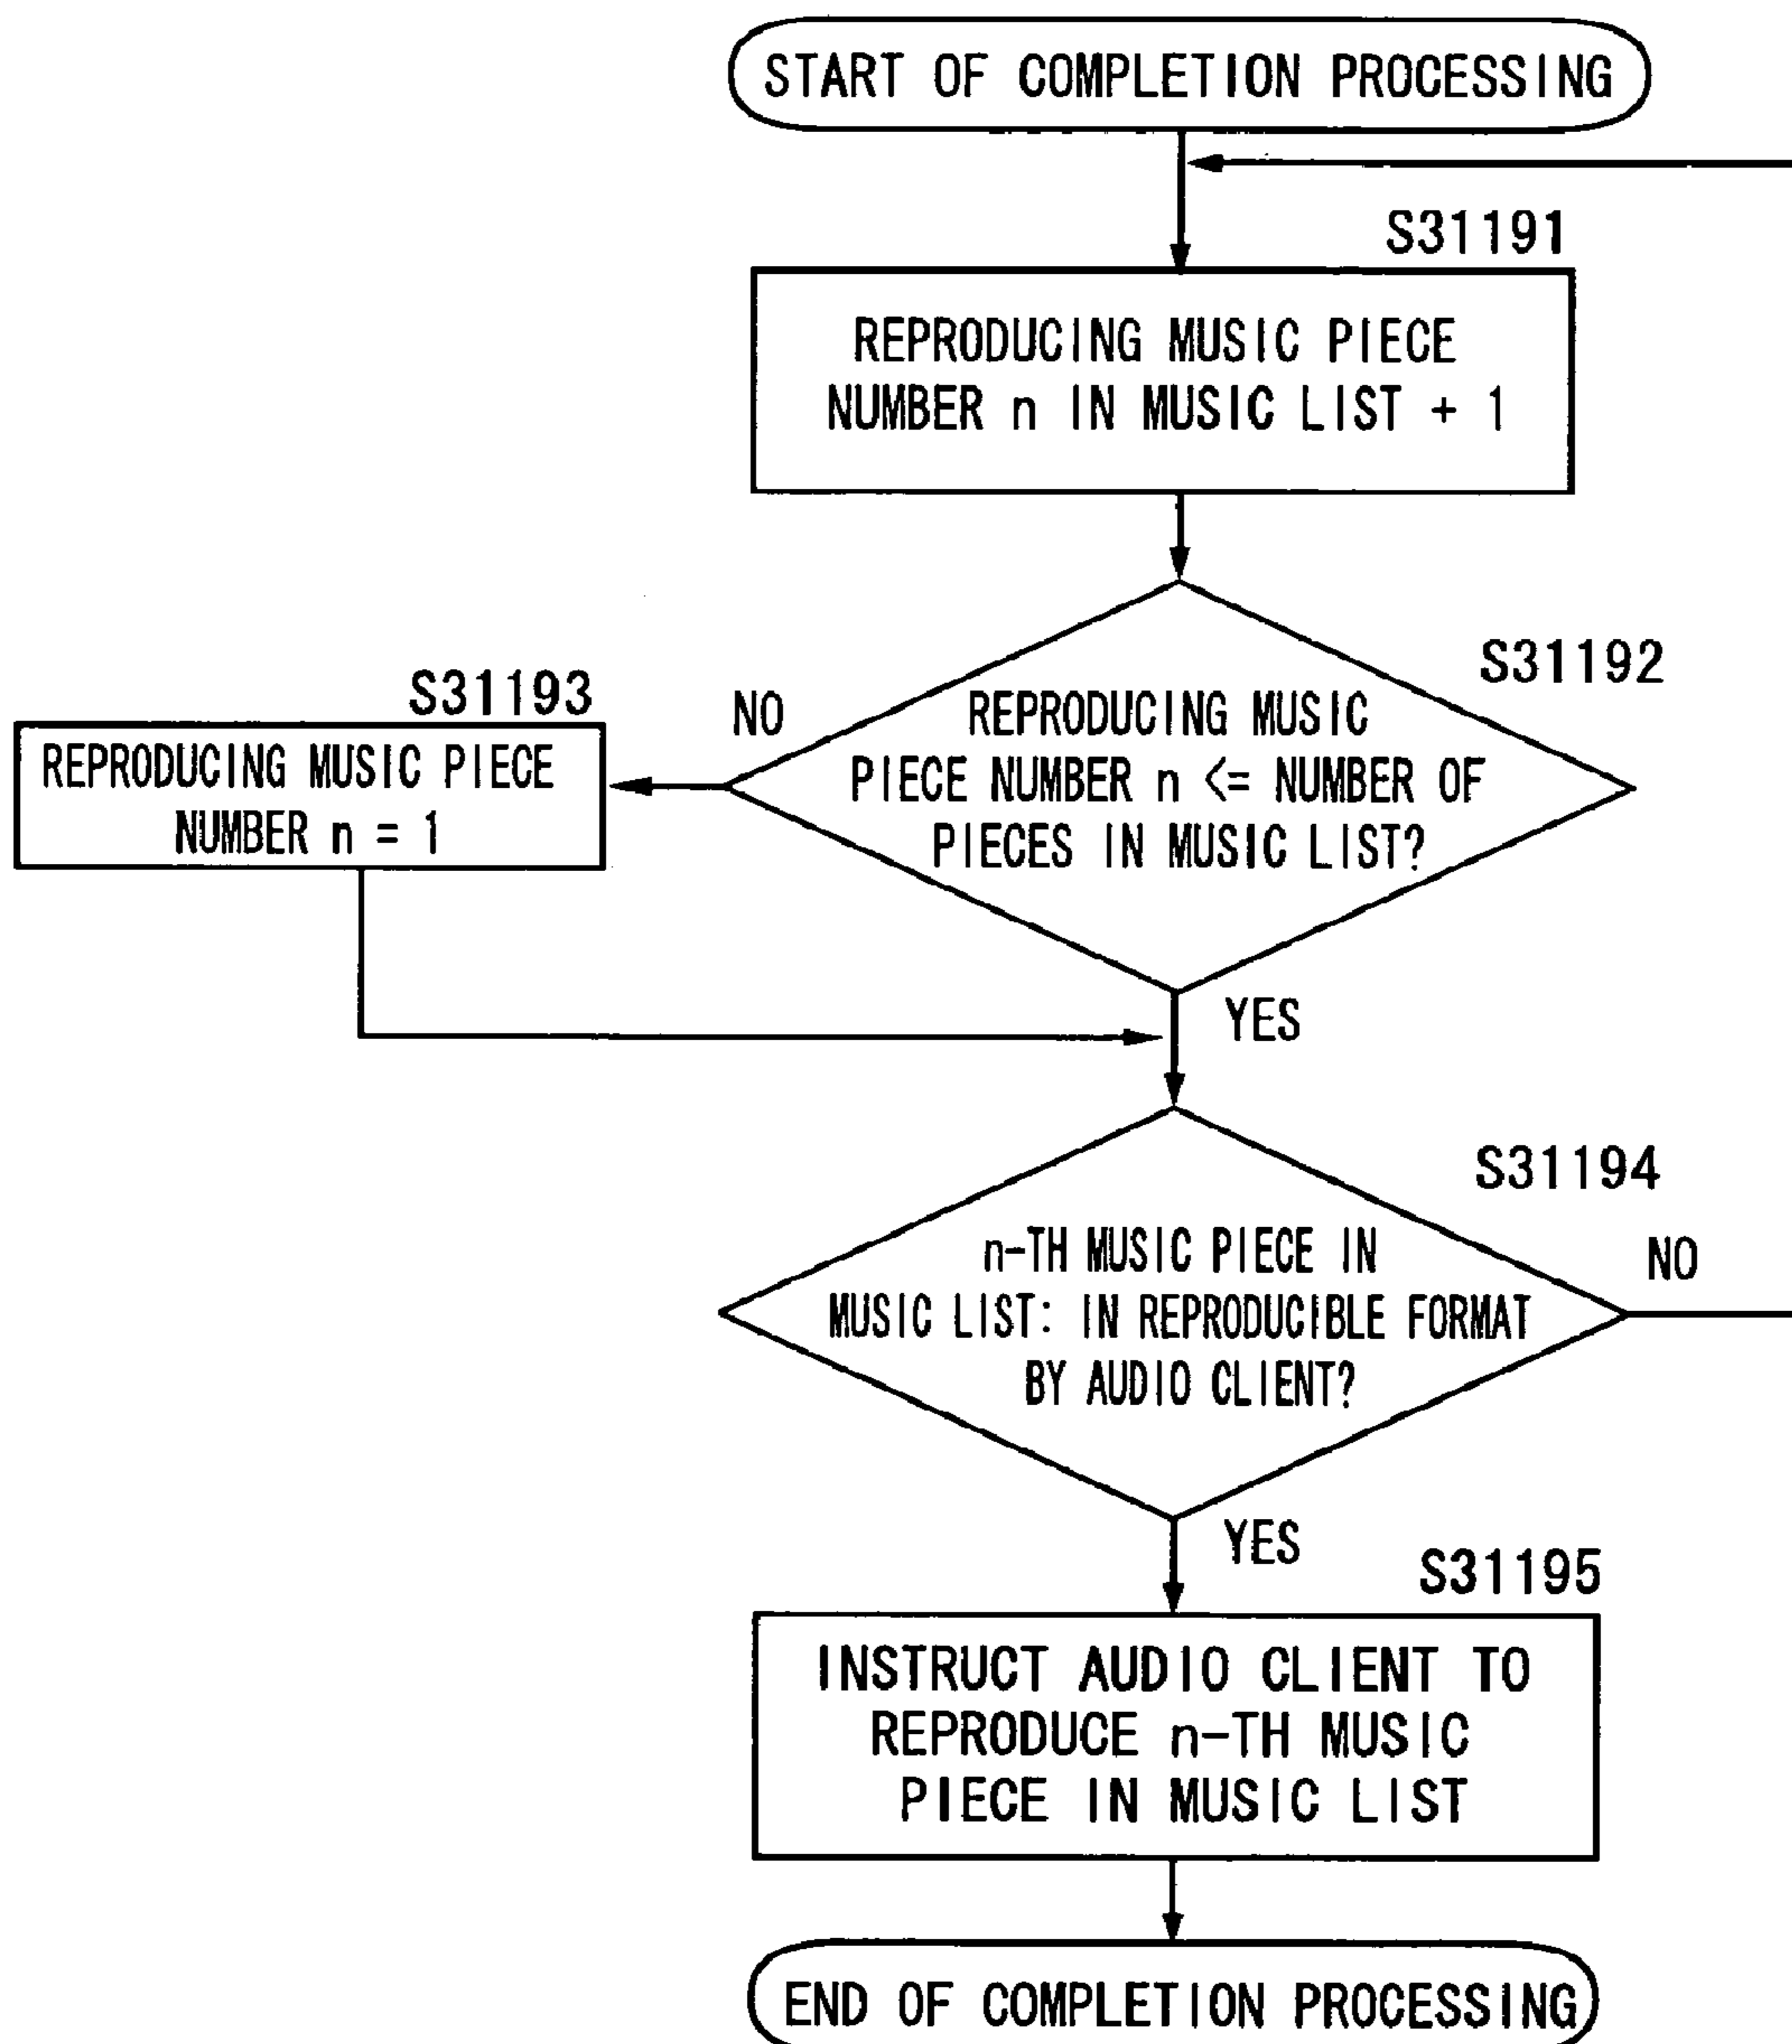 START OF COMPLETION PROCESSING
S31191
REPRODUCING MUSIC PIECE
NUMBER n IN MUSIC LIST + 1
S31192
REPRODUCING MUSIC
PIECE NUMBER n <= NUMBER OF
PIECES IN MUSIC LIST?
NO
S31193
REPRODUCING MUSIC PIECE
NUMBER n = 1
YES
S31194
n-TH MUSIC PIECE IN
MUSIC LIST: IN REPRODUCIBLE FORMAT
BY AUDIO CLIENT?
NO
YES
S31195
INSTRUCT AUDIO CLIENT TO
REPRODUCE n-TH MUSIC
PIECE IN MUSIC LIST
END OF COMPLETION PROCESSING